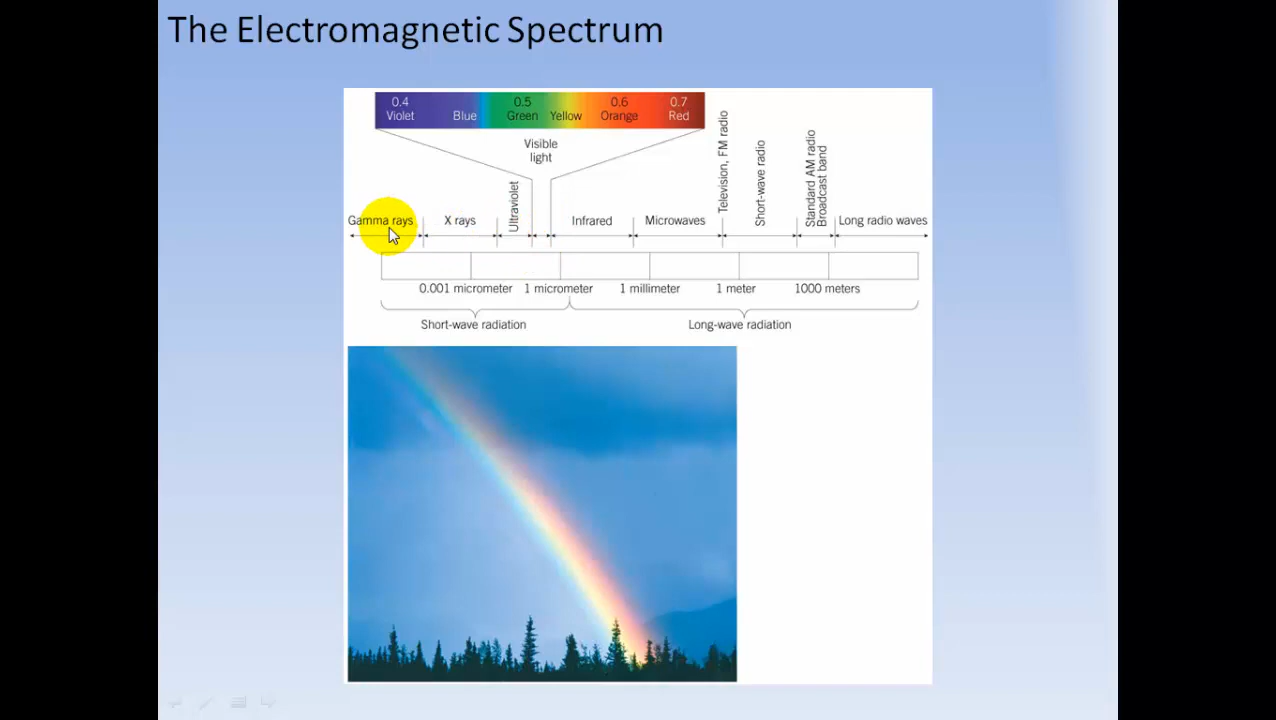 The Electromagnetic Spectrum
0.4 0.5 0.6 0.7
Violet Blue Green Yellow Orange Red
Visible
light
Gamma rays
X rays
Ultraviolet
Infrared
Microwaves
Television, FM radio
Short-wave radio
Standard AM radio
Broadcast band
Long radio waves
0.001 micrometer 1 micrometer 1 millimeter 1 meter 1000 meters
Short-wave radiation Long-wave radiation